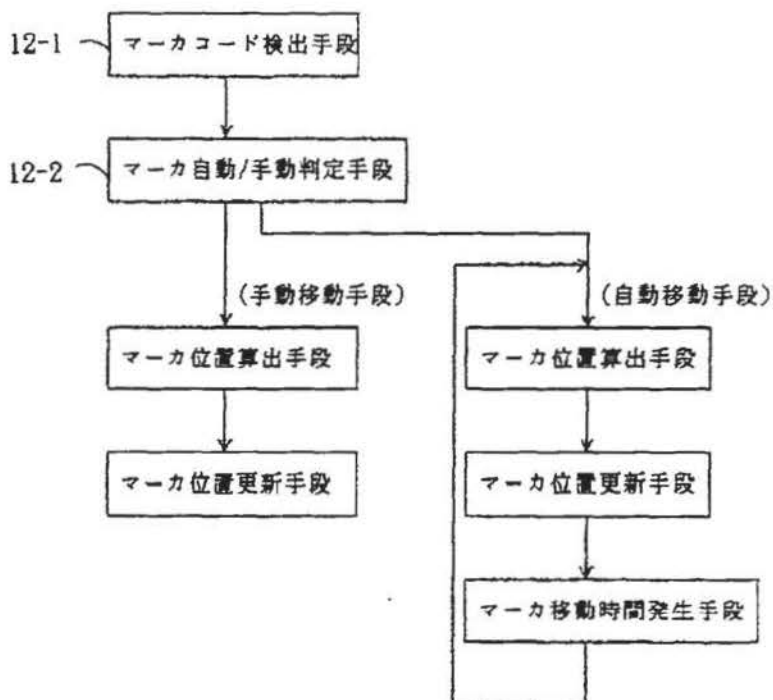 12-1
マーカコード検出手段
12-2
マーカ自動/手動判定手段
(手動移動手段)
(自動移動手段)
マーカ位置算出手段
マーカ位置算出手段
マーカ位置更新手段
マーカ位置更新手段
マーカ移動時間発生手段